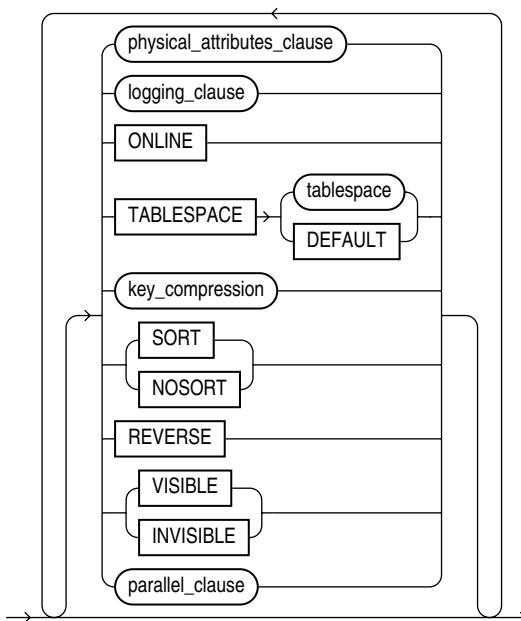 physical_attributes_clause
logging_clause
ONLINE
TABLESPACE
tablespace
DEFAULT
key_compression
SORT
NOSORT
REVERSE
VISIBLE
INVISIBLE
parallel_clause